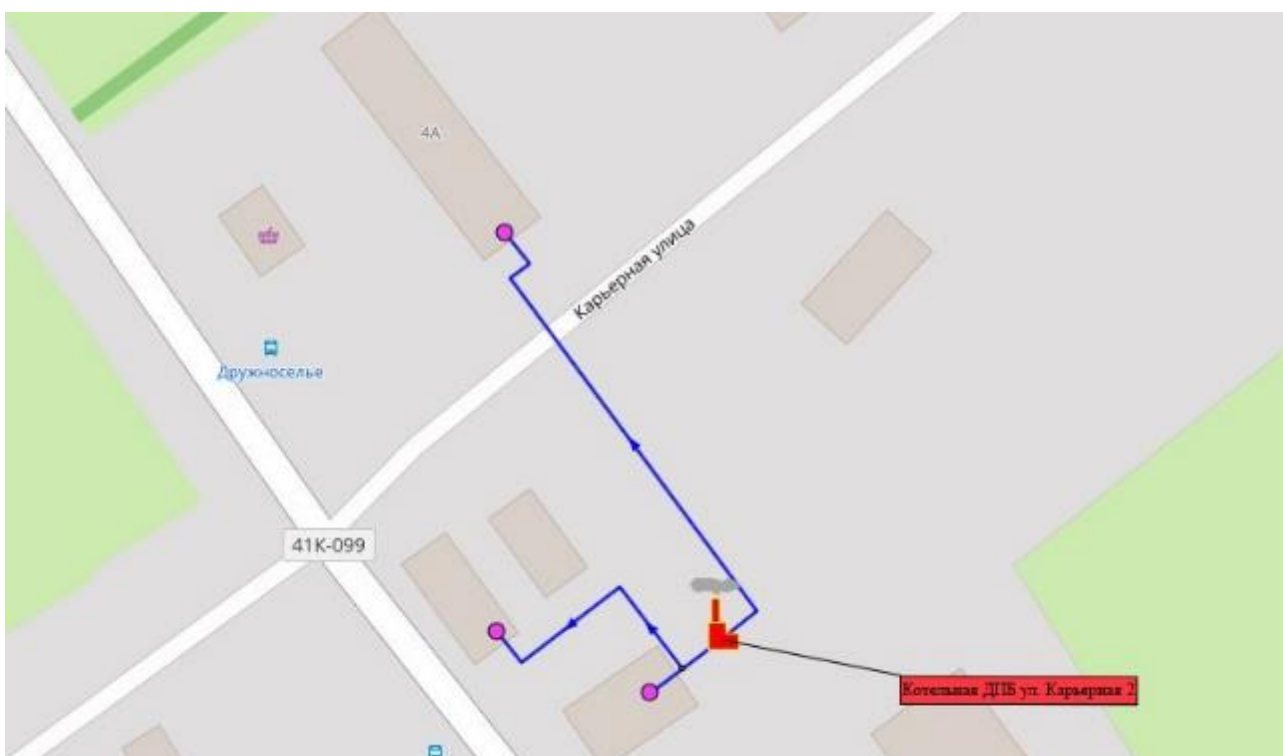 4А
Карьерная улица
Дружноселье
41К-099
Котельная ДПБ ул. Карьерная 2